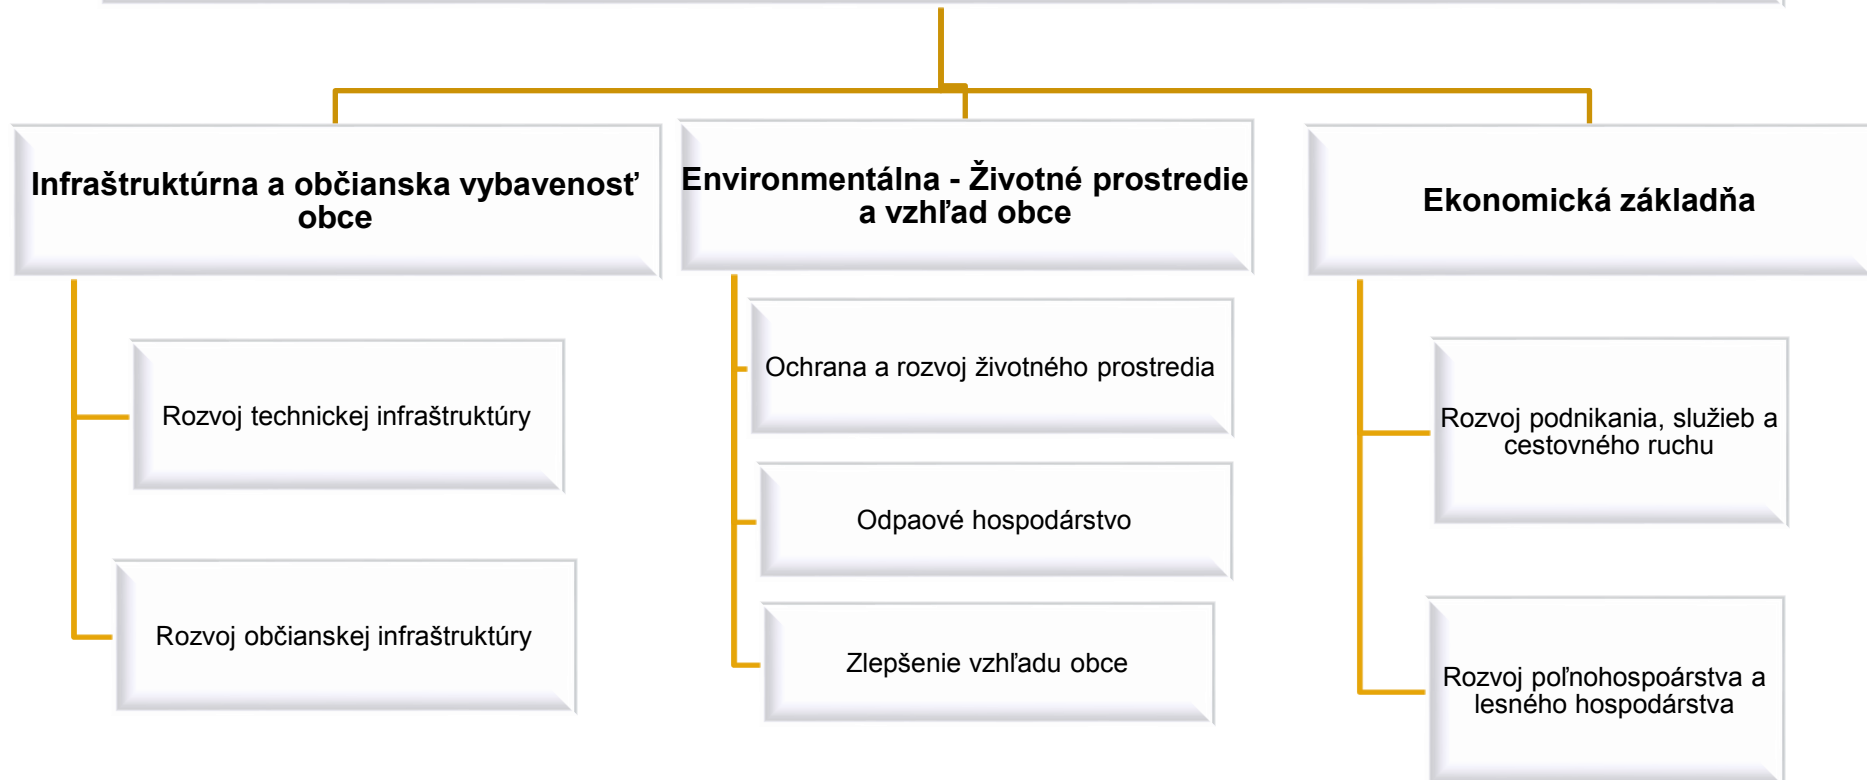 Infraštruktúrna a občianska vybavenosť
obce
Rozvoj technickej infraštruktúry
Rozvoj občianskej infraštruktúry
Environmentálna - Životné prostredie
a vzhľad obce
Ochrana a rozvoj životného prostredia
Odpaové hospodárstvo
Zlepšenie vzhľadu obce
Ekonomická základňa
Rozvoj podnikania, služieb a
cestovného ruchu
Rozvoj poľnohospoárstva a
lesného hospodárstva